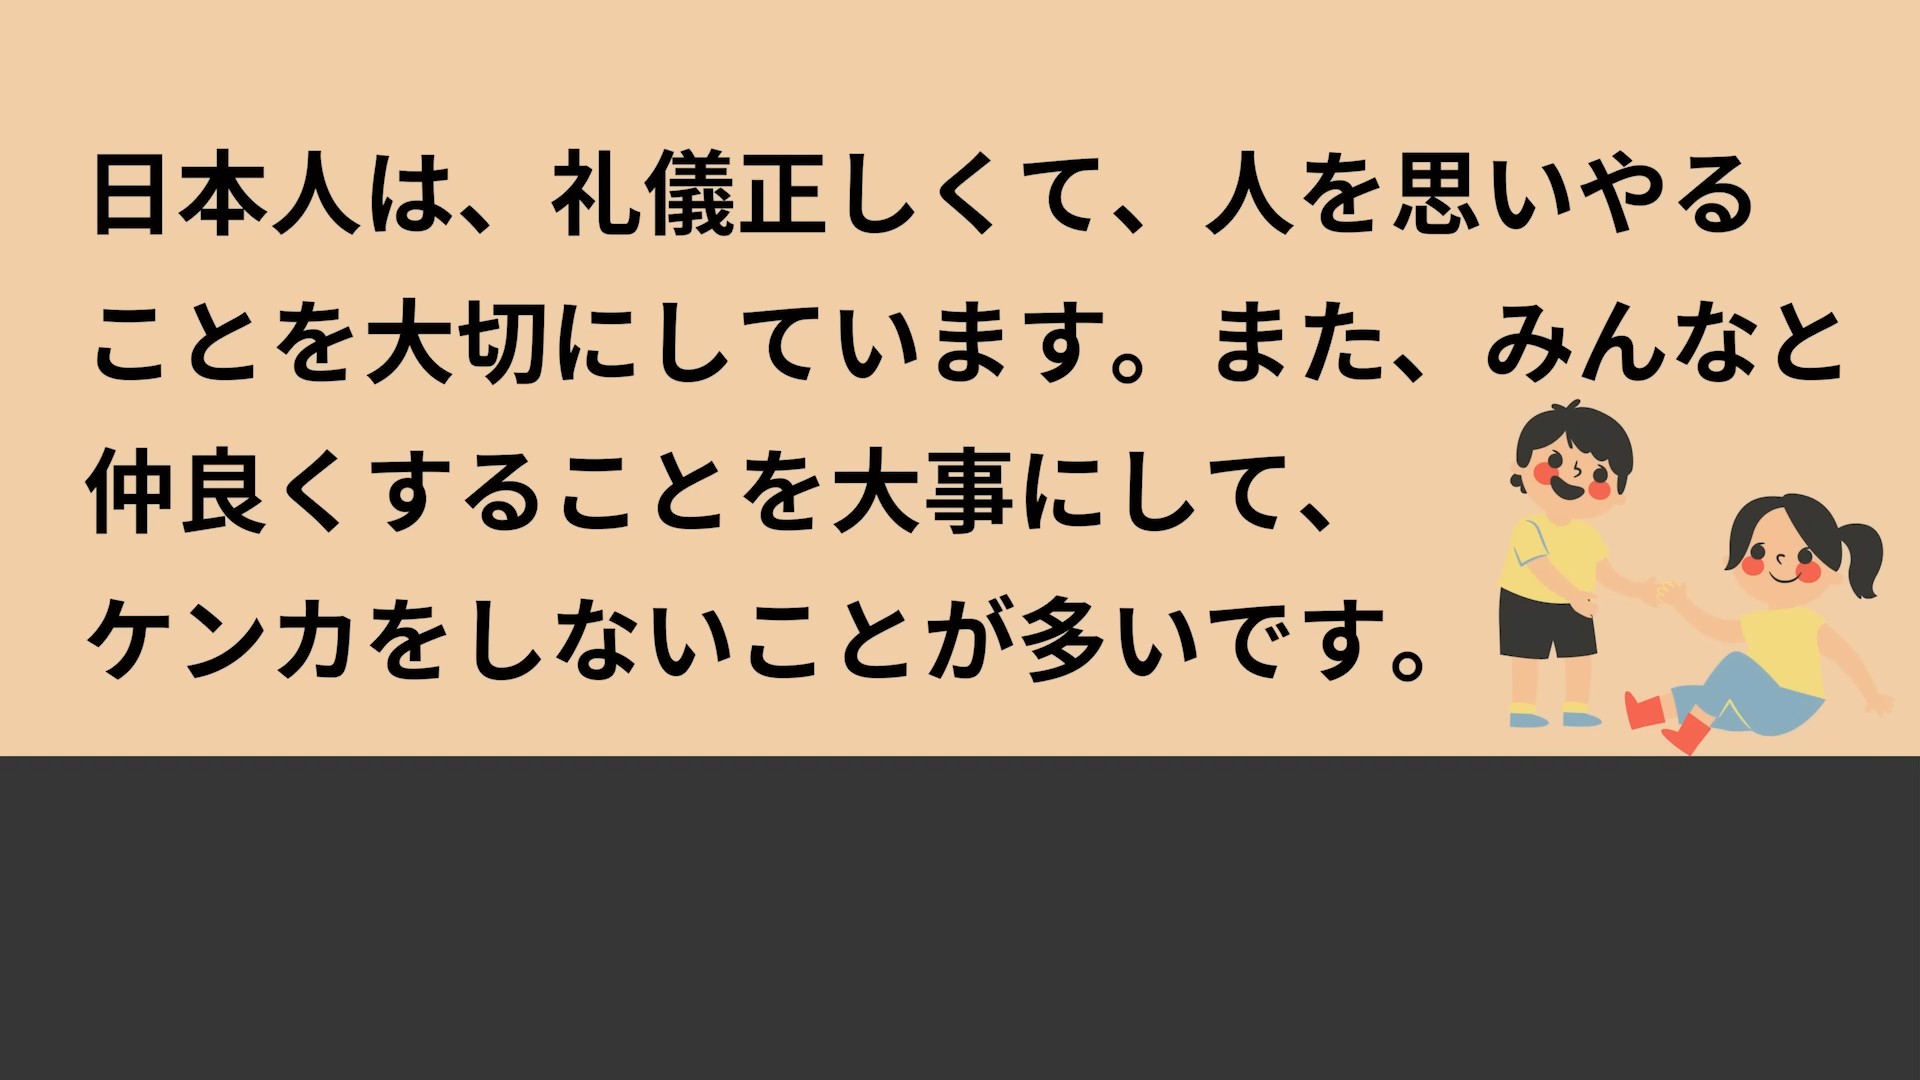 日本人は、礼儀正しくて、人を思いやる
ことを大切にしています。また、みんなと
仲良くすることを大事にして、
ケンカをしないことが多いです。